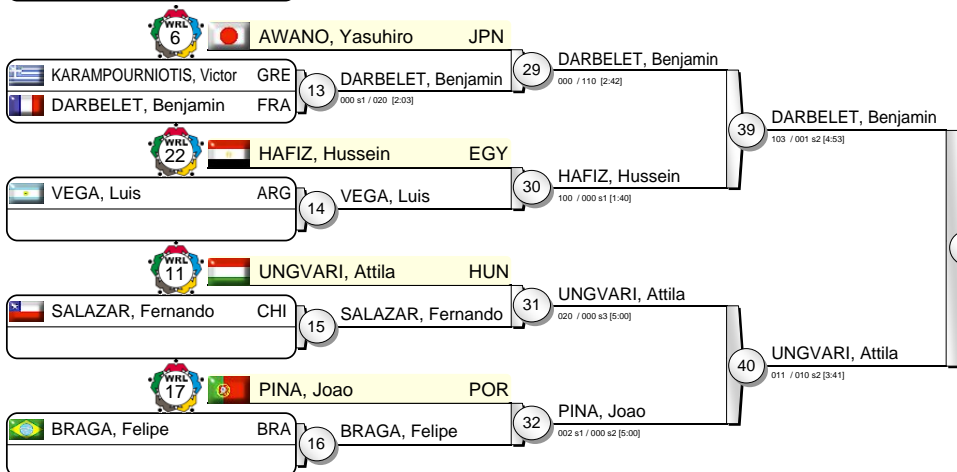 WRL 6 AWANO, Yasuhiro JPN
KARAMPOURNIOTIS, Victor GRE
DARBELET, Benjamin FRA
13 DARBELET, Benjamin
000 s1 / 020 [2:03]
29 DARBELET, Benjamin
000 / 110 [2:42]
WRL 22 HAFIZ, Hussein EGY
VEGA, Luis ARG
14 VEGA, Luis
30 HAFIZ, Hussein
100 / 000 s1 [1:40]
39 DARBELET, Benjamin
103 / 001 s2 [4:53]
WRL 11 UNGVARI, Attila HUN
SALAZAR, Fernando CHI
15 SALAZAR, Fernando
31 UNGVARI, Attila
020 / 000 s3 [5:00]
WRL 17 PINA, Joao POR
BRAGA, Felipe BRA
16 BRAGA, Felipe
32 PINA, Joao
002 s1 / 000 s2 [5:00]
40 UNGVARI, Attila
011 / 010 s2 [3:41]